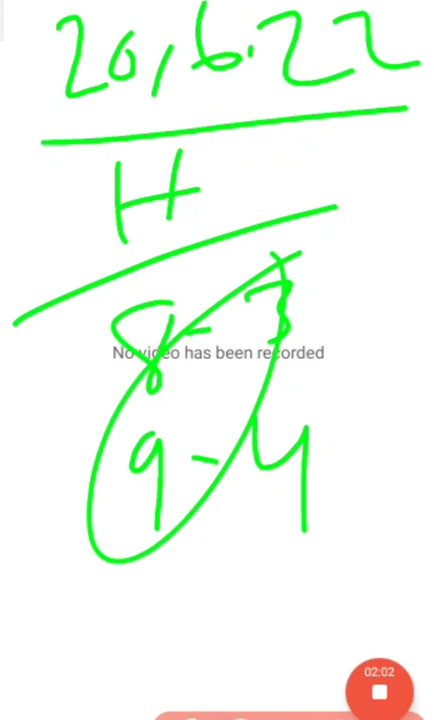 20,6.22
H
8-3
No video has been recorded
9-4
02:02